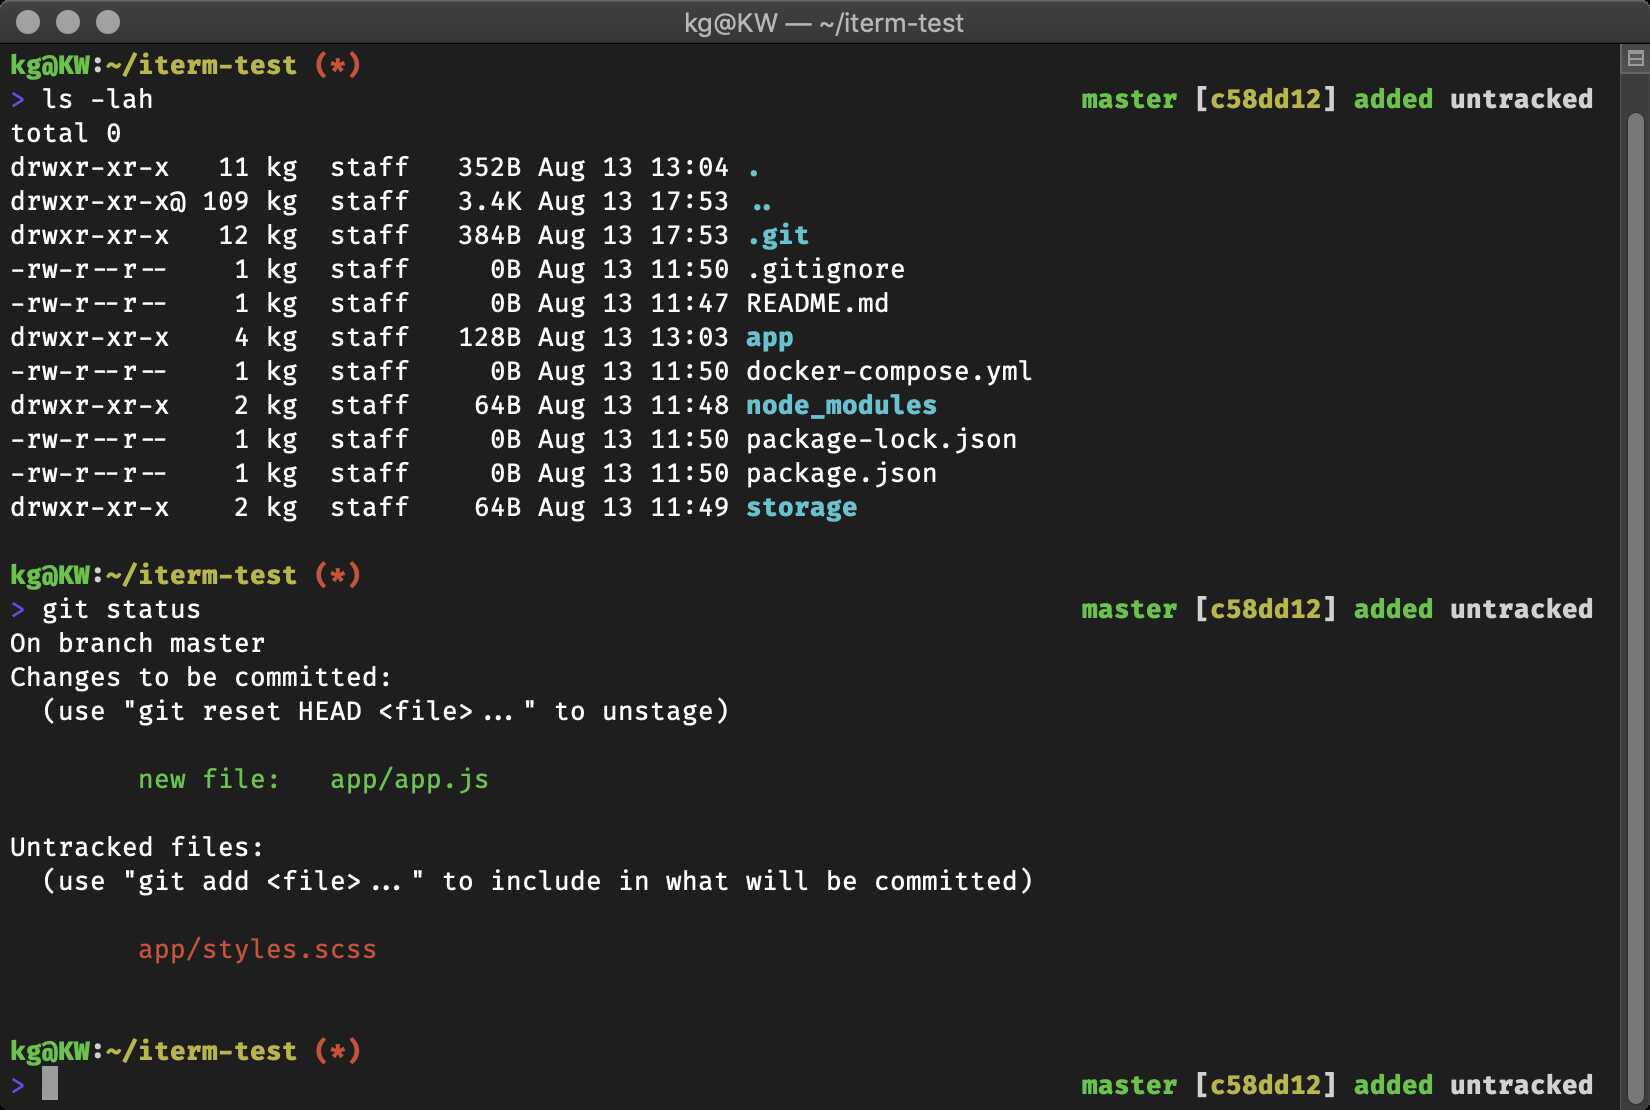 kg@KW — ~/iterm-test
kg@KW:~/iterm-test (*)
> ls -lah master [c58dd12] added untracked
total 0
drwxr-xr-x   11 kg  staff   352B Aug 13 13:04 .
drwxr-xr-x@ 109 kg  staff   3.4K Aug 13 17:53 ..
drwxr-xr-x   12 kg  staff   384B Aug 13 17:53 .git
-rw-r--r--    1 kg  staff     0B Aug 13 11:50 .gitignore
-rw-r--r--    1 kg  staff     0B Aug 13 11:47 README.md
drwxr-xr-x    4 kg  staff   128B Aug 13 13:03 app
-rw-r--r--    1 kg  staff     0B Aug 13 11:50 docker-compose.yml
drwxr-xr-x    2 kg  staff    64B Aug 13 11:48 node_modules
-rw-r--r--    1 kg  staff     0B Aug 13 11:50 package-lock.json
-rw-r--r--    1 kg  staff     0B Aug 13 11:50 package.json
drwxr-xr-x    2 kg  staff    64B Aug 13 11:49 storage
kg@KW:~/iterm-test (*)
> git status master [c58dd12] added untracked
On branch master
Changes to be committed:
  (use "git reset HEAD <file>..." to unstage)
        new file:   app/app.js
Untracked files:
  (use "git add <file>..." to include in what will be committed)
        app/styles.scss
kg@KW:~/iterm-test (*)
> master [c58dd12] added untracked